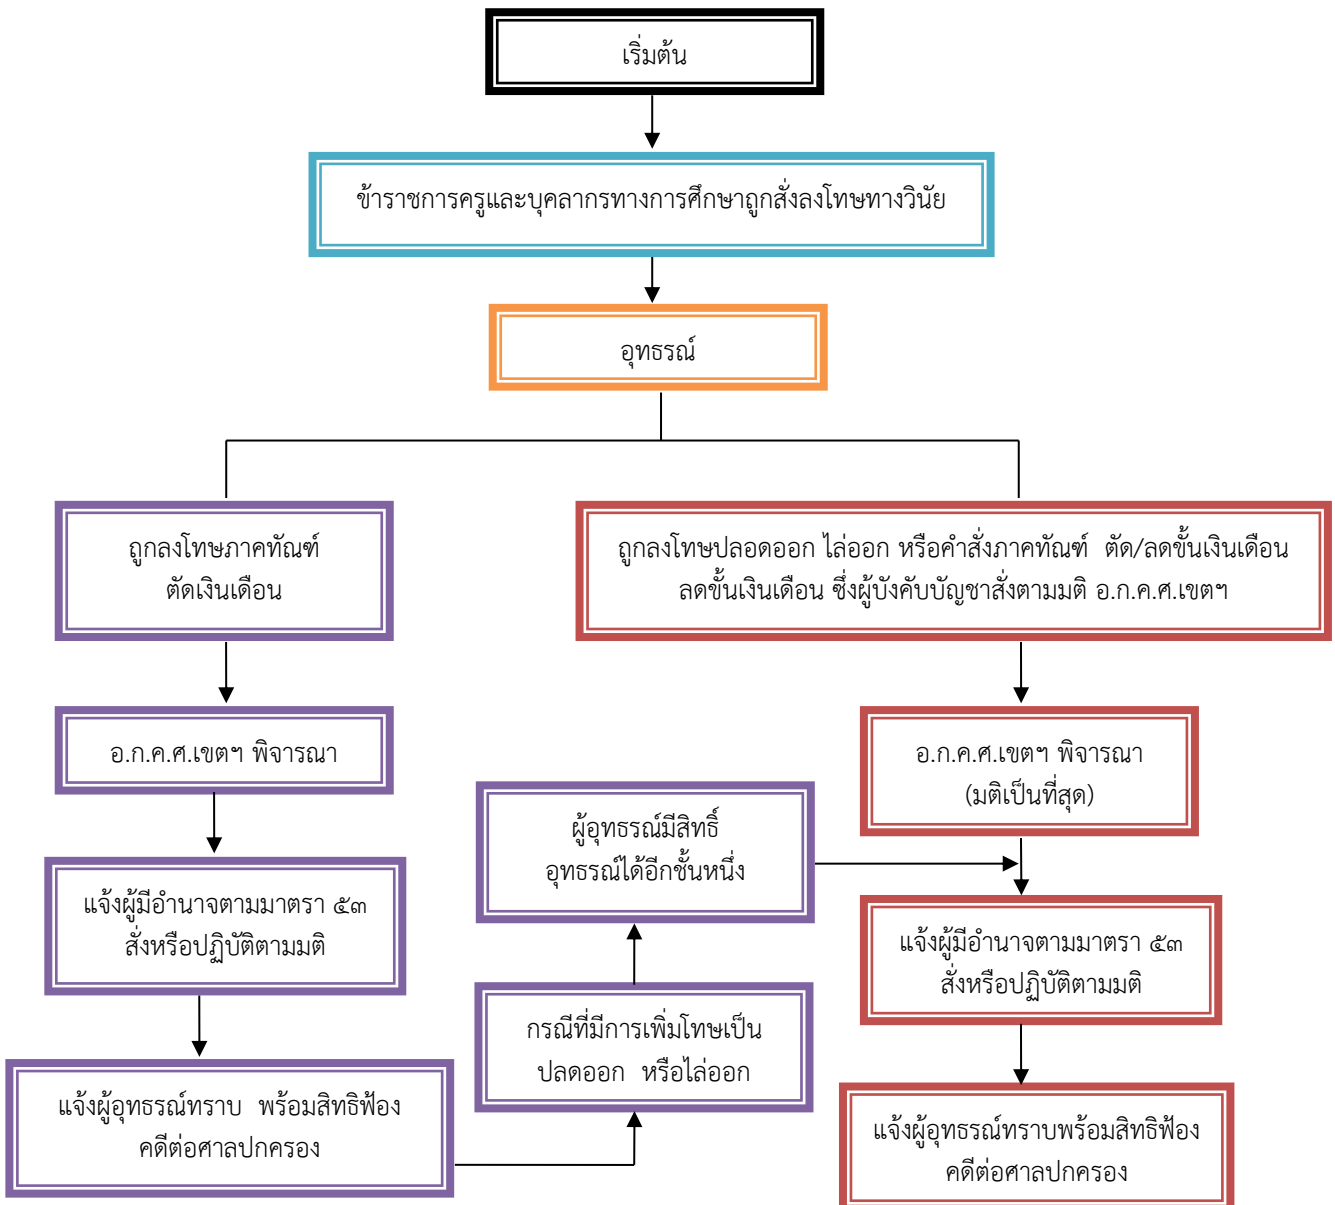 เริ่มต้น
ข้าราชการครูและบุคลากรทางการศึกษาถูกสั่งลงโทษทางวินัย
อุทธรณ์
ถูกลงโทษภาคทัณฑ์
ตัดเงินเดือน
อ.ก.ค.ศ.เขตฯ พิจารณา
แจ้งผู้มีอำนาจตามมาตรา ๕๓
สั่งหรือปฏิบัติตามมติ
แจ้งผู้อุทธรณ์ทราบ พร้อมสิทธิฟ้อง
คดีต่อศาลปกครอง
กรณีที่มีการเพิ่มโทษเป็น
ปลดออก หรือไล่ออก
ผู้อุทธรณ์มีสิทธิ์
อุทธรณ์ได้อีกชั้นหนึ่ง
ถูกลงโทษปลอดออก ไล่ออก หรือคำสั่งภาคทัณฑ์ ตัด/ลดขั้นเงินเดือน
ลดขั้นเงินเดือน ซึ่งผู้บังคับบัญชาสั่งตามมติ อ.ก.ค.ศ.เขตฯ
อ.ก.ค.ศ.เขตฯ พิจารณา
(มติเป็นที่สุด)
แจ้งผู้มีอำนาจตามมาตรา ๕๓
สั่งหรือปฏิบัติตามมติ
แจ้งผู้อุทธรณ์ทราบพร้อมสิทธิฟ้อง
คดีต่อศาลปกครอง